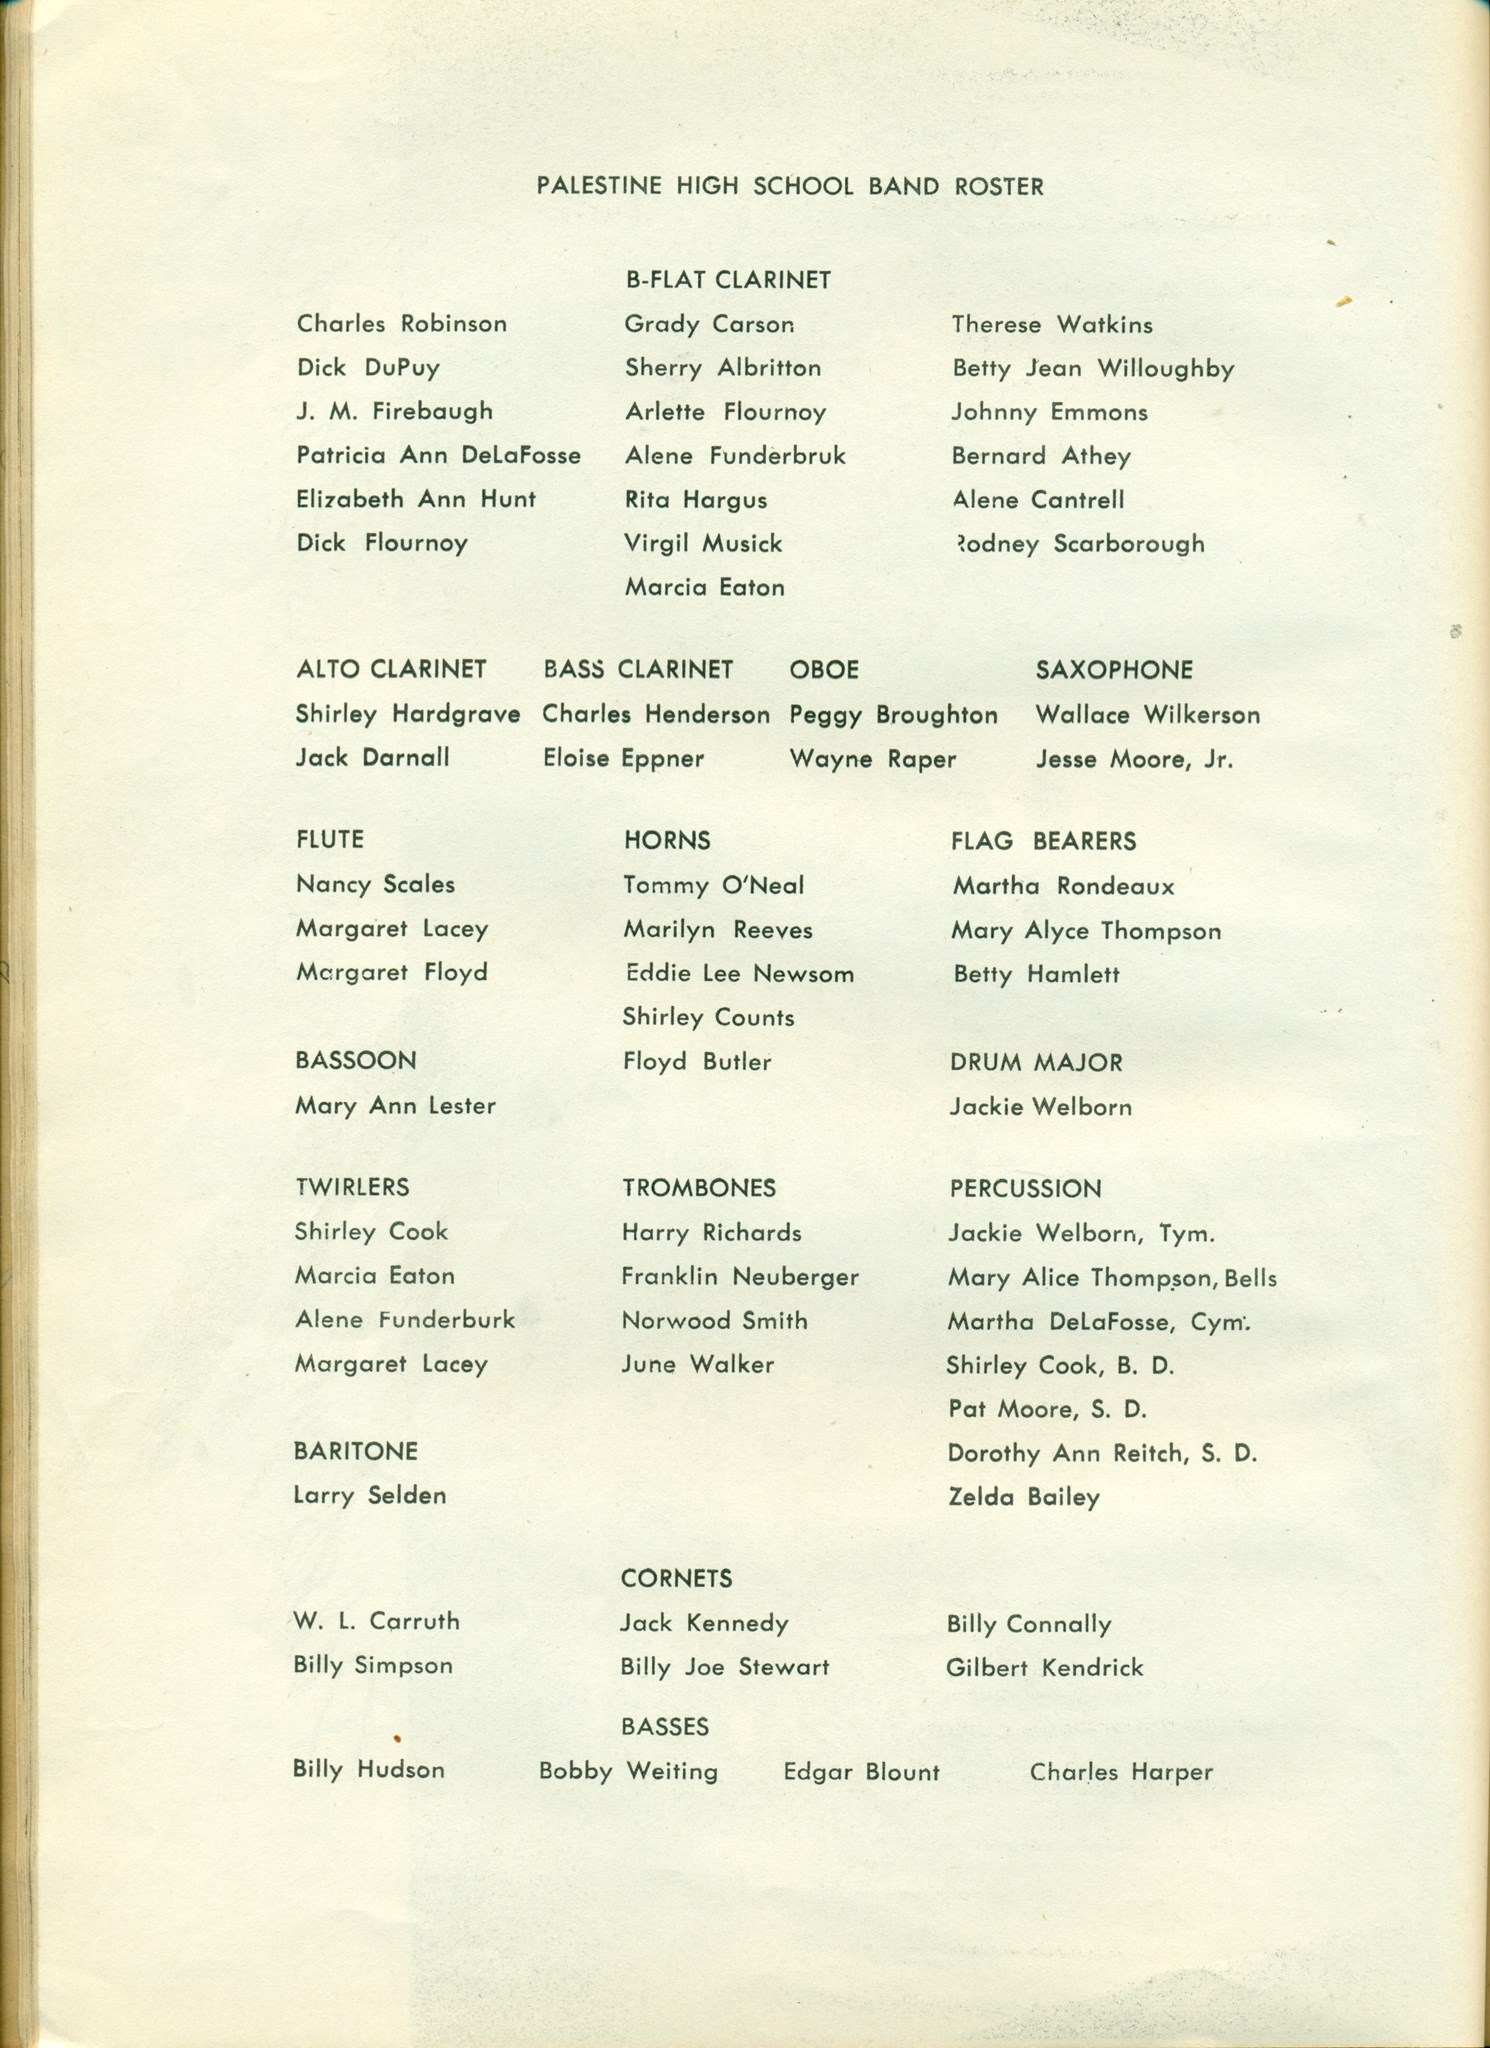 PALESTINE HIGH SCHOOL BAND ROSTER
B-FLAT CLARINET
Charles Robinson Grady Carson Therese Watkins
Dick DuPuy Sherry Albritton Betty Jean Willoughby
J. M. Firebaugh Arlette Flournoy Johnny Emmons
Patricia Ann DeLaFosse Alene Funderbruk Bernard Athey
Elizabeth Ann Hunt Rita Hargus Alene Cantrell
Dick Flournoy Virgil Musick Rodney Scarborough
Marcia Eaton
ALTO CLARINET BASS CLARINET OBOE SAXOPHONE
Shirley Hardgrave Charles Henderson Peggy Broughton Wallace Wilkerson
Jack Darnall Eloise Eppner Wayne Raper Jesse Moore, Jr.
FLUTE HORNS FLAG BEARERS
Nancy Scales Tommy O'Neal Martha Rondeaux
Margaret Lacey Marilyn Reeves Mary Alyce Thompson
Margaret Floyd Eddie Lee Newsom Betty Hamlett
Shirley Counts
BASSOON Floyd Butler DRUM MAJOR
Mary Ann Lester Jackie Welborn
TWIRLERS TROMBONES PERCUSSION
Shirley Cook Harry Richards Jackie Welborn, Tym.
Marcia Eaton Franklin Neuberger Mary Alice Thompson, Bells
Alene Funderburk Norwood Smith Martha DeLaFosse, Cym.
Margaret Lacey June Walker Shirley Cook, B. D.
Pat Moore, S. D.
BARITONE Dorothy Ann Reitch, S. D.
Larry Selden Zelda Bailey
CORNETS
W. L. Carruth Jack Kennedy Billy Connally
Billy Simpson Billy Joe Stewart Gilbert Kendrick
BASSES
Billy Hudson Bobby Weiting Edgar Blount Charles Harper